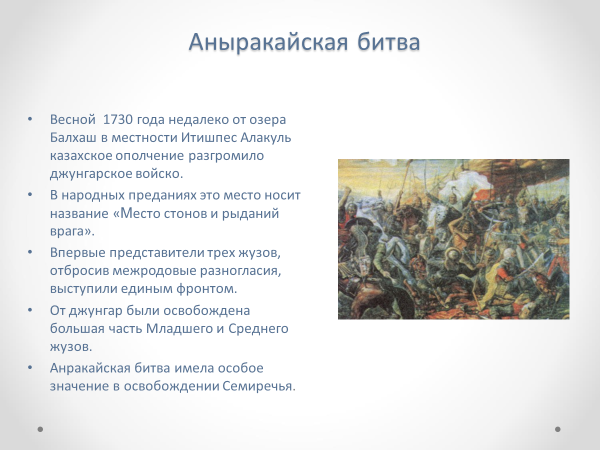 Аныракайская битва
• Весной 1730 года недалеко от озера
Балхаш в местности Итишпес Алакуль
казахское ополчение разгромило
джунгарское войско.
• В народных преданиях это место носит
название «Место стонов и рыданий
врага».
• Впервые представители трех жузов,
отбросив межродовые разногласия,
выступили единым фронтом.
• От джунгар были освобождена
большая часть Младшего и Среднего
жузов.
• Анракайская битва имела особое
значение в освобождении Семиречья.